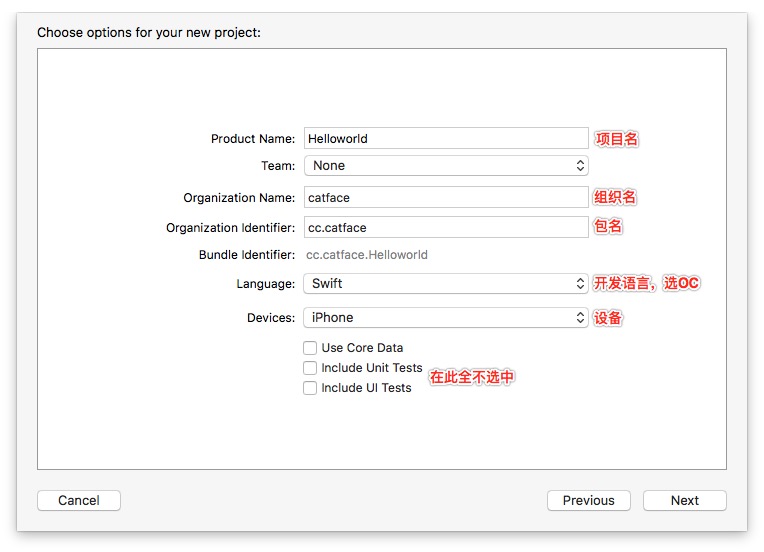 Choose options for your new project:
Product Name: Helloworld 项目名
Team: None
Organization Name: catface 组织名
Organization Identifier: cc.catface 包名
Bundle Identifier: cc.catface.Helloworld
Language: Swift 开发语言，选OC
Devices: iPhone 设备
Use Core Data
Include Unit Tests
在此全不选中
Include UI Tests
Cancel Previous Next